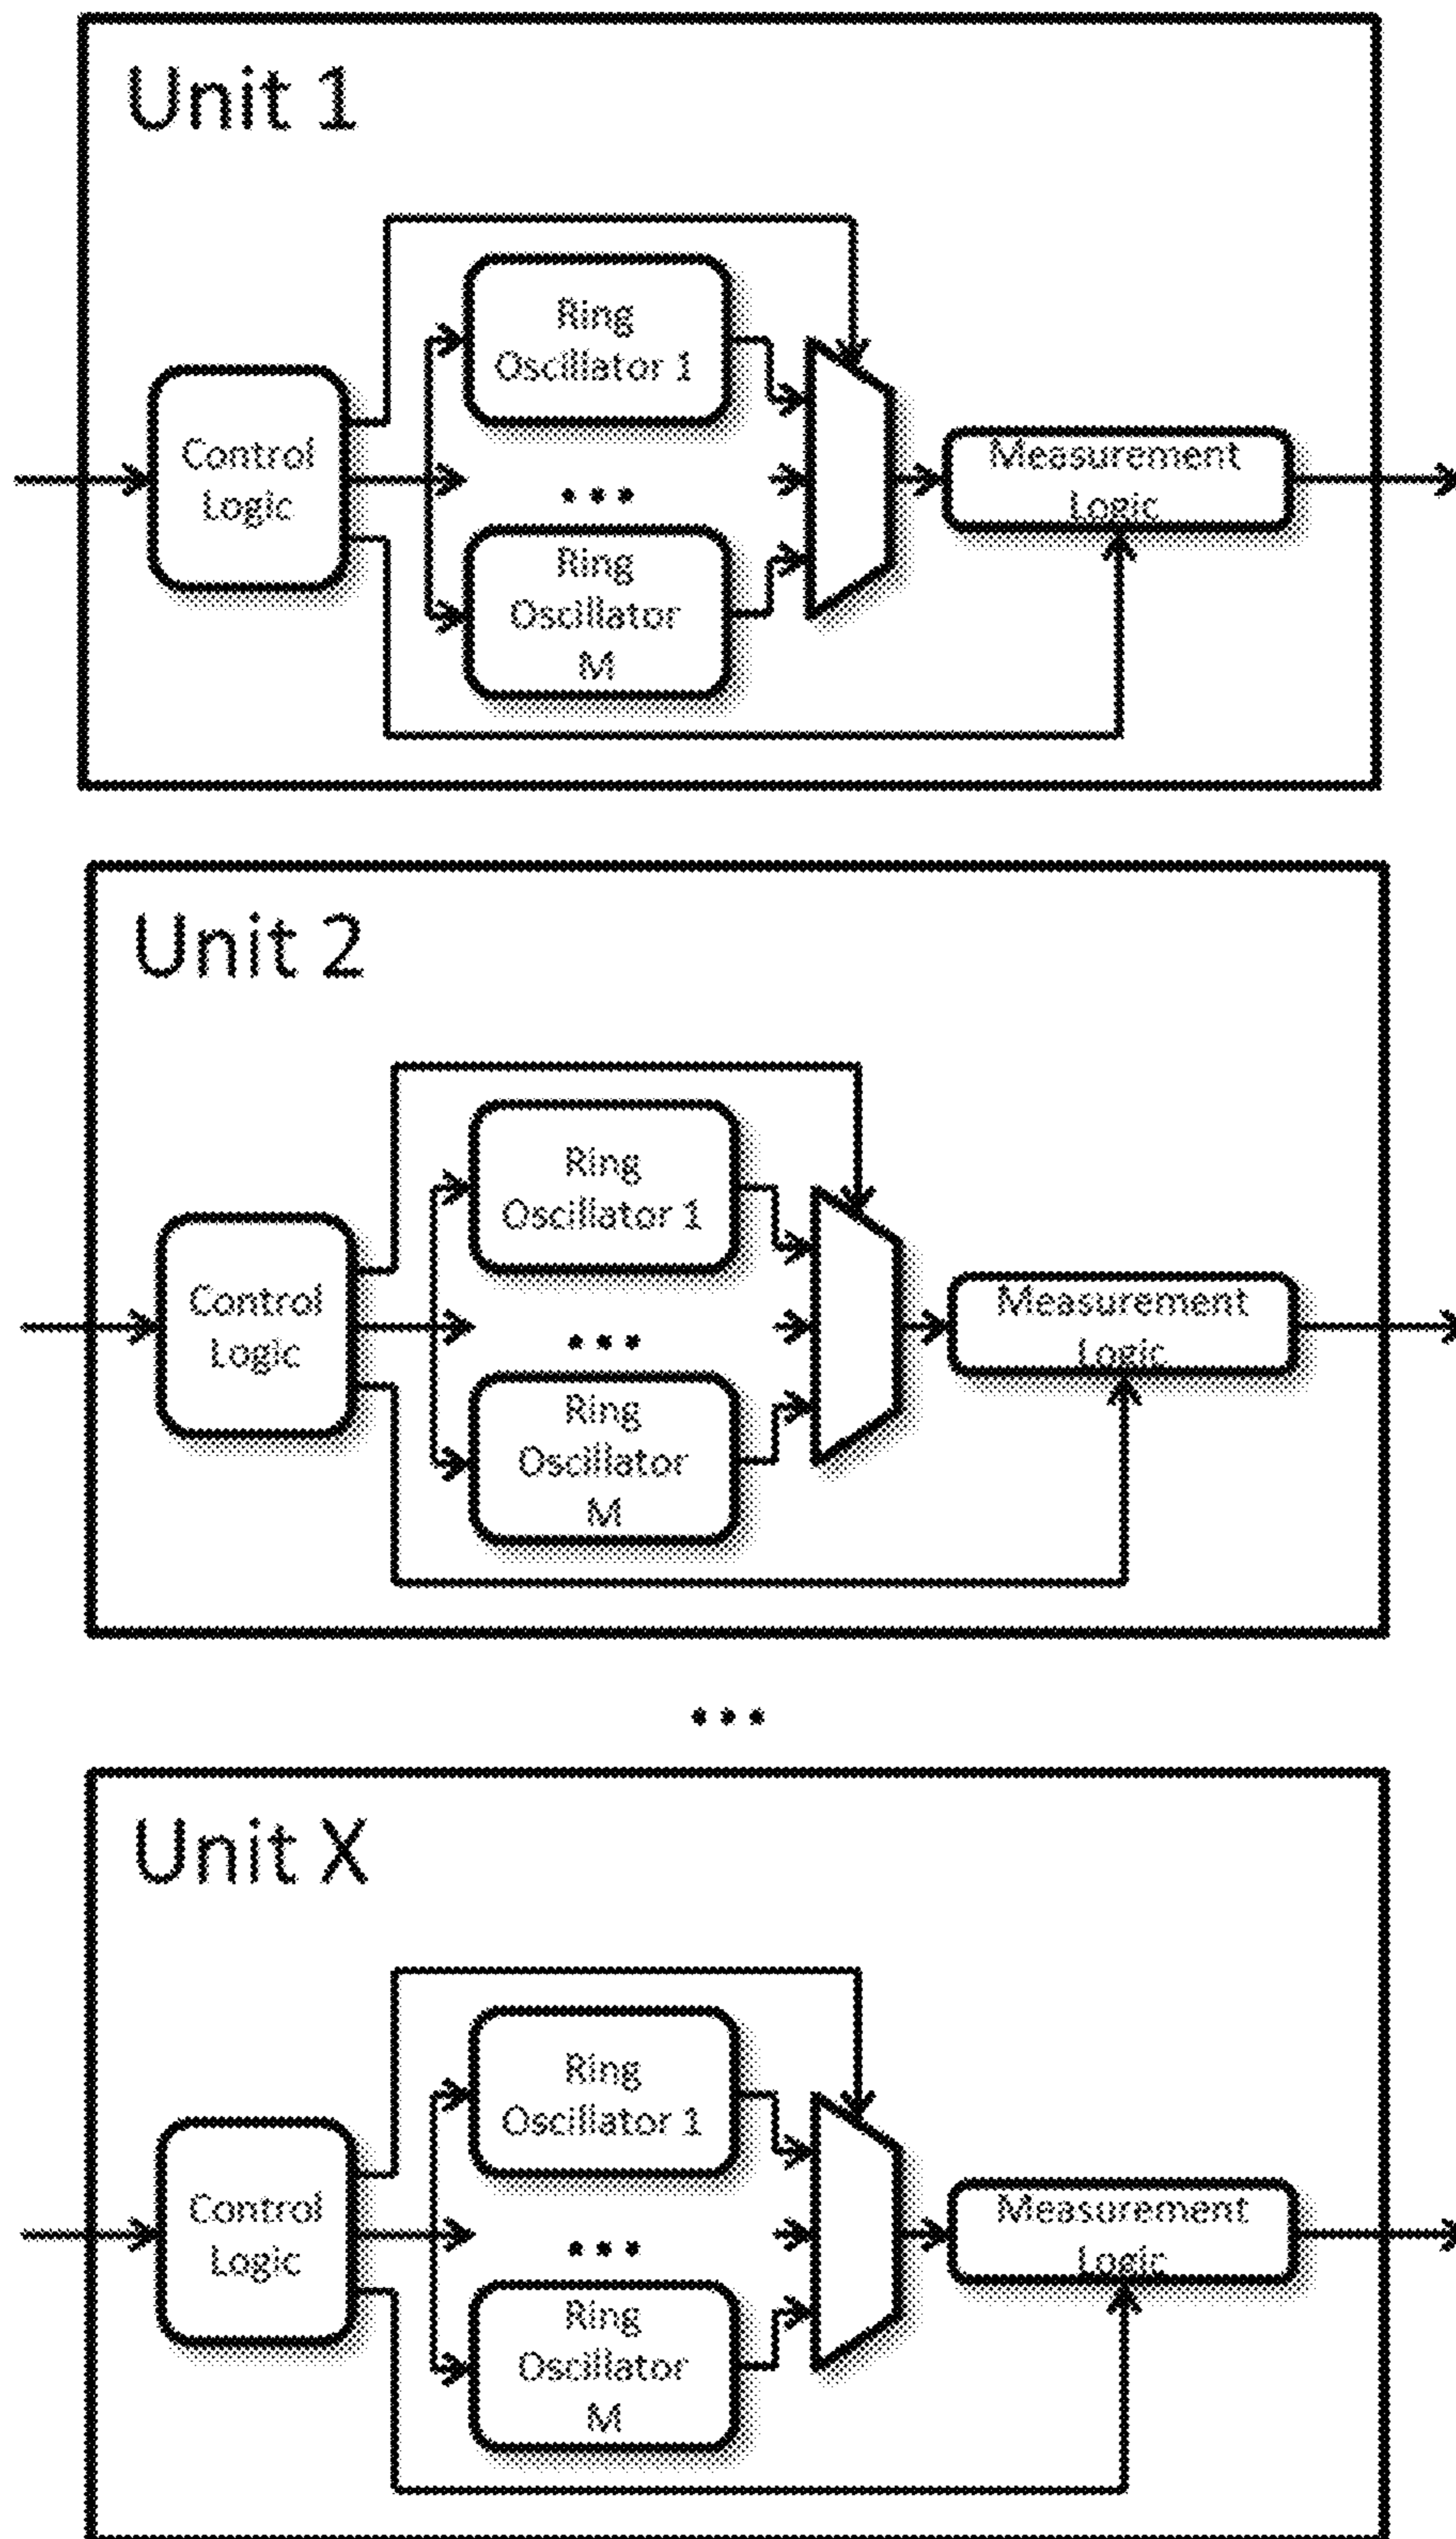 Unit 1
Ring
Oscillator 1
Control
Logic
...
Measurement
Logic
Ring
Oscillator
M
Unit 2
Ring
Oscillator 1
Control
Logic
...
Measurement
Logic
Ring
Oscillator
M
...
Unit X
Ring
Oscillator 1
Control
Logic
...
Measurement
Logic
Ring
Oscillator
M